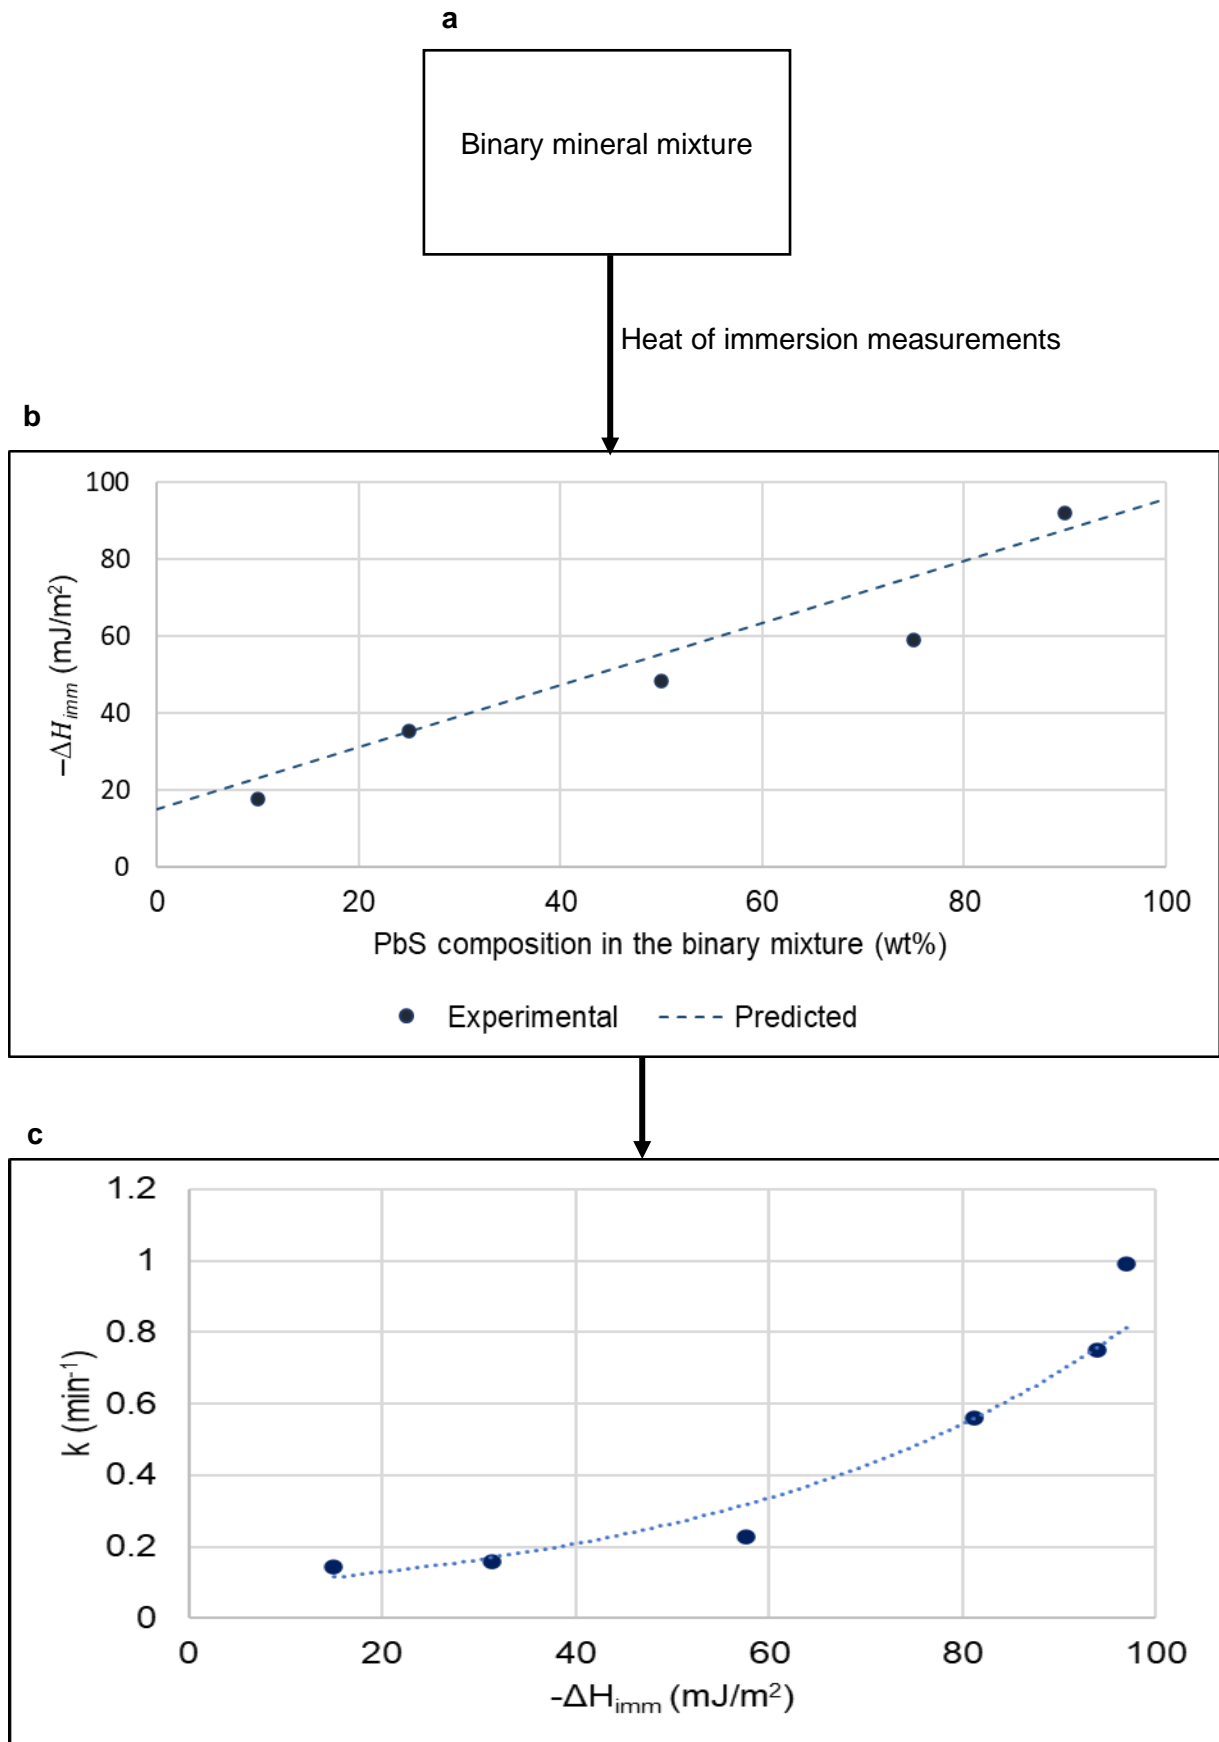 a
Binary mineral mixture
Heat of immersion measurements
b
100
80
60
40
20
0
−ΔH_imm (mJ/m²)
0 20 40 60 80 100
PbS composition in the binary mixture (wt%)
Experimental Predicted
c
1.2
1
0.8
0.6
0.4
0.2
0
k (min⁻¹)
0 20 40 60 80 100
-ΔH_imm (mJ/m²)